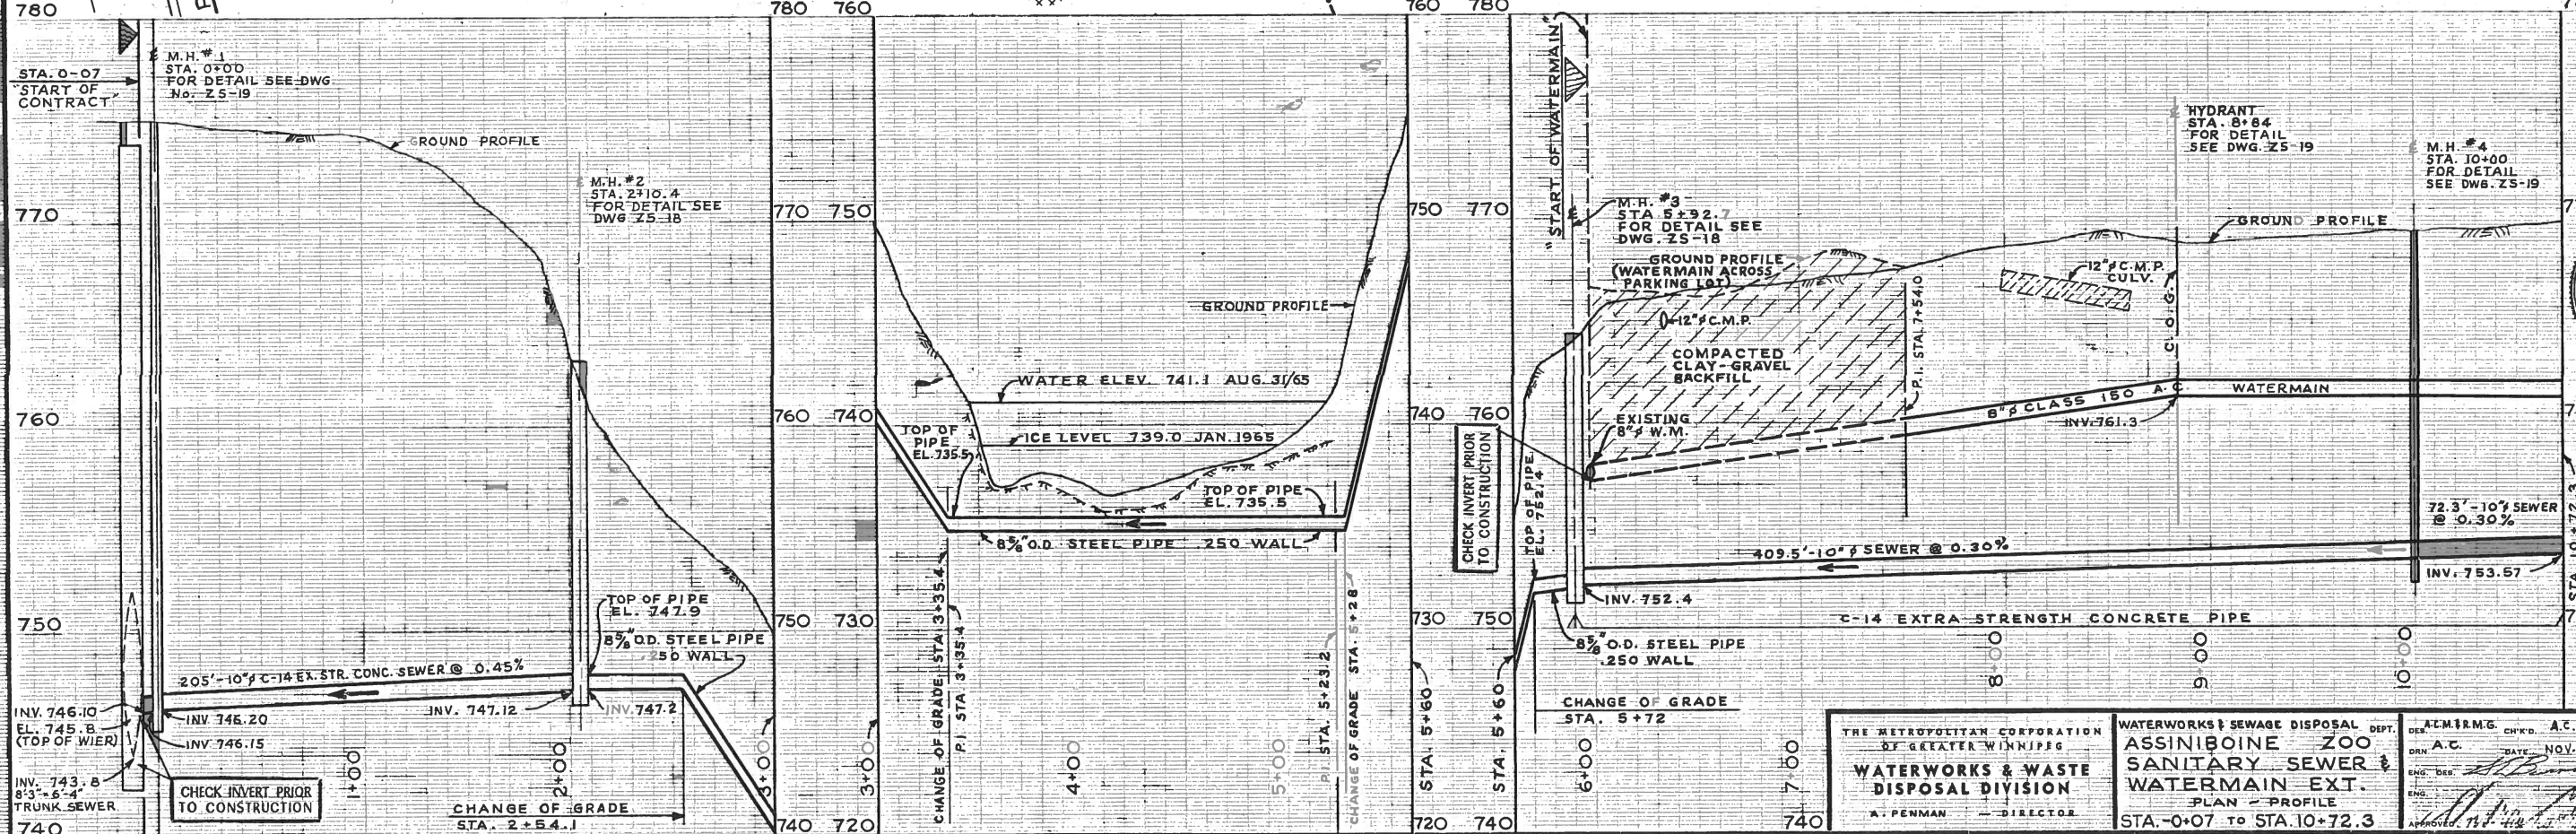 780
780
760
760
780
STA. 0-07
"START OF
CONTRACT"
M.H. #1
STA. 0+00
FOR DETAIL SEE DWG
No. ZS-19
GROUND PROFILE
M.H. #2
STA. 2+10.4
FOR DETAIL SEE
DWG ZS-18
770
770
750
750
770
760
760
740
740
760
750
750
730
730
750
740
740
720
720
740
740
TOP OF PIPE
EL. 747.9
8⅝" O.D. STEEL PIPE
.250 WALL
205'-10"ø C-14 EX. STR. CONC. SEWER @ 0.45%
INV. 746.10
EL. 745.8
(TOP OF WIER)
INV 746.20
INV 746.15
INV. 747.12
INV. 747.2
INV. 743.8
8'-3"x6'-4"
TRUNK SEWER
CHECK INVERT PRIOR
TO CONSTRUCTION
1+00
2+00
3+00
CHANGE OF GRADE
STA. 2+54.1
GROUND PROFILE
WATER ELEV. 741.1 AUG. 31/65
ICE LEVEL 739.0 JAN. 1965
TOP OF
PIPE
EL. 735.5
TOP OF PIPE
EL. 735.5
8⅝" O.D. STEEL PIPE .250 WALL
3+00
CHANGE OF GRADE STA. 3+35.4
P.I. STA 3+35.4
4+00
5+00
P.I. STA. 5+23.2
CHANGE OF GRADE STA. 5+28
STA. 5+60
STA. 5+60
"START OF WATERMAIN"
M.H. #3
STA 5+92.7
FOR DETAIL SEE
DWG. ZS-18
GROUND PROFILE
(WATERMAIN ACROSS
PARKING LOT)
12"ø C.M.P.
COMPACTED
CLAY-GRAVEL
BACKFILL
EXISTING
8"ø W.M.
CHECK INVERT PRIOR
TO CONSTRUCTION
TOP OF PIPE
EL. 752.4
P.I. STA. 7+54.0
12"ø C.M.P.
CULV.
C.O.I.G.
HYDRANT
STA. 8+84
FOR DETAIL
SEE DWG. ZS-19
M.H. #4
STA. 10+00
FOR DETAIL
SEE DWG. ZS-19
GROUND PROFILE
8"ø CLASS 150 A.C.
WATERMAIN
INV. 761.3
72.3'-10"ø SEWER
@ 0.30%
409.5'-10"ø SEWER @ 0.30%
INV. 753.57
INV. 752.4
C-14 EXTRA STRENGTH CONCRETE PIPE
8⅝" O.D. STEEL PIPE
.250 WALL
CHANGE OF GRADE
STA. 5+72
6+00
7+00
8+00
9+00
10+00
STA. 10+72.3
THE METROPOLITAN CORPORATION
OF GREATER WINNIPEG
WATERWORKS & WASTE
DISPOSAL DIVISION
A. PENMAN — DIRECTOR
WATERWORKS & SEWAGE DISPOSAL DEPT.
ASSINIBOINE ZOO
SANITARY SEWER &
WATERMAIN EXT.
PLAN – PROFILE
STA.-0+07 TO STA.10+72.3
DES. A.L.M. & R.M.G. CH'K'D. A.C.
DRN. A.C. DATE. NOV.
ENG. DES.
ENG.
APPROVED